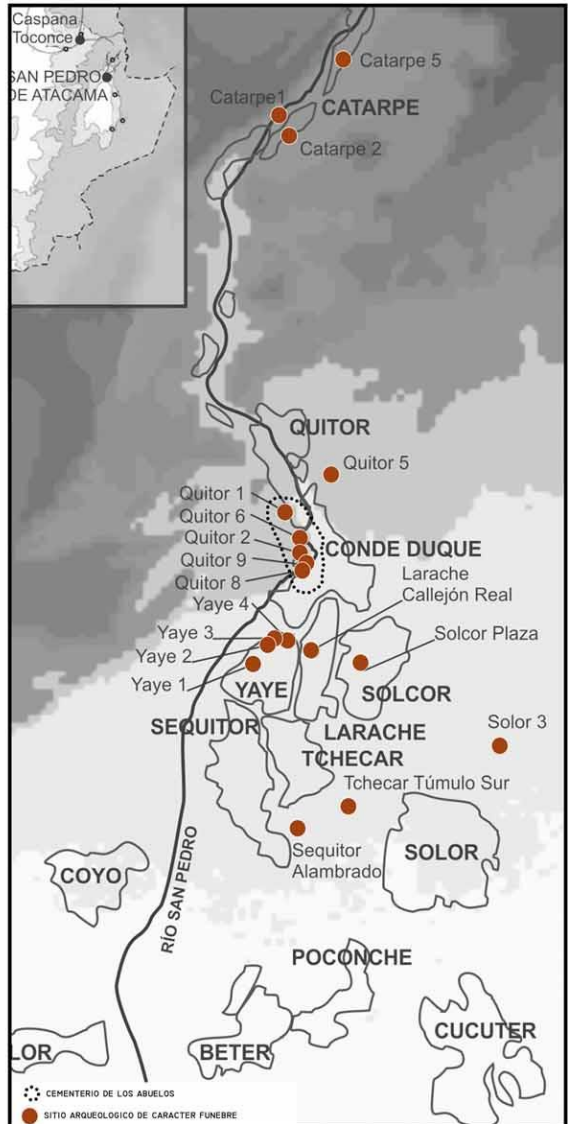 Caspana
Toconce
SAN PEDRO
DE ATACAMA
Catarpe 5
Catarpe1
CATARPE
Catarpe 2
QUITOR
Quitor 5
Quitor 1
Quitor 6
Quitor 2
CONDE DUQUE
Quitor 9
Larache
Callejón Real
Quitor 8
Yaye 4
Yaye 3
Solcor Plaza
Yaye 2
Yaye 1
YAYE
SOLCOR
SEQUITOR
LARACHE
Solor 3
TCHECAR
Tchecar Túmulo Sur
Sequitor
Alambrado
SOLOR
COYO
RÍO SAN PEDRO
POCONCHE
CUCUTER
LOR
BETER
CEMENTERIO DE LOS ABUELOS
SITIO ARQUEOLOGICO DE CARACTER FUNEBRE